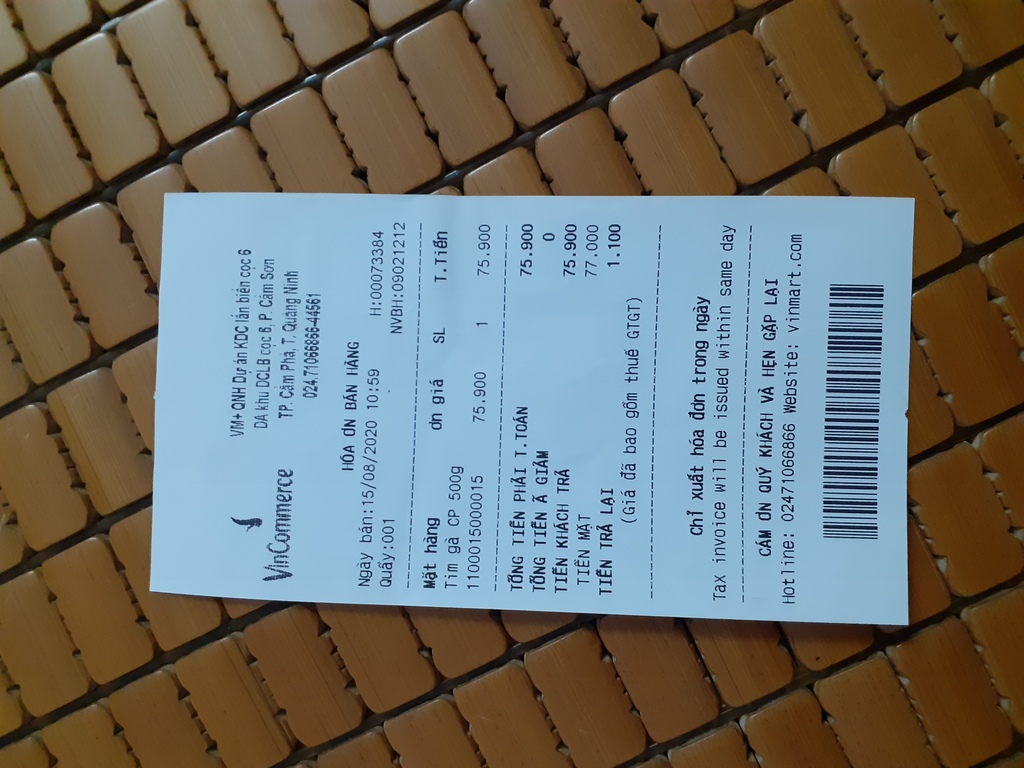 VinCommerce
VM+ QNH Dự án KDC lấn biển cọc 6
DA khu DCLB cọc 6, P. Cẩm Sơn
TP. Cẩm Phả, T. Quảng Ninh
024.71066866-44561
HÓA ĐN BÁN HÀNG
Ngày bán:15/08/2020 10:59 H:00073384
Quầy:001 NVBH:09021212
Mặt hàng đn giá SL T.Tiền
Tim gà CP 500g
1100015000015 75.900 1 75.900
TỔNG TIỀN PHẢI T.TOÁN 75.900
TỔNG TIỀN Ã GIẢM 0
TIỀN KHÁCH TRẢ 75.900
TIỀN MẶT 77.000
TIỀN TRẢ LẠI 1.100
(Giá đã bao gồm thuế GTGT)
Chỉ xuất hóa đơn trong ngày
Tax invoice will be issued within same day
CẢM ƠN QUÝ KHÁCH VÀ HẸN GẶP LẠI
Hotline: 02471066866 Website: vinmart.com